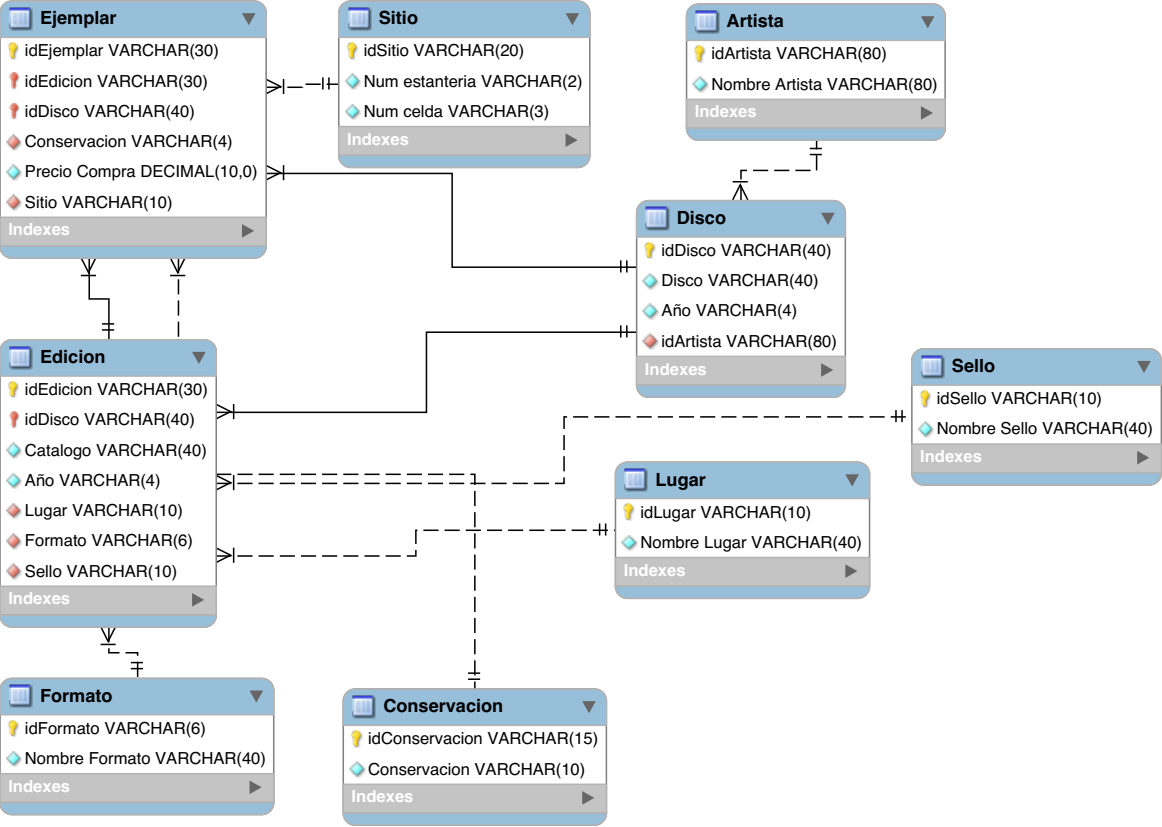 Ejemplar
idEjemplar VARCHAR(30)
idEdicion VARCHAR(30)
idDisco VARCHAR(40)
Conservacion VARCHAR(4)
Precio Compra DECIMAL(10,0)
Sitio VARCHAR(10)
Indexes
Sitio
idSitio VARCHAR(20)
Num estanteria VARCHAR(2)
Num celda VARCHAR(3)
Indexes
Artista
idArtista VARCHAR(80)
Nombre Artista VARCHAR(80)
Indexes
Disco
idDisco VARCHAR(40)
Disco VARCHAR(40)
Año VARCHAR(4)
idArtista VARCHAR(80)
Indexes
Edicion
idEdicion VARCHAR(30)
idDisco VARCHAR(40)
Catalogo VARCHAR(40)
Año VARCHAR(4)
Lugar VARCHAR(10)
Formato VARCHAR(6)
Sello VARCHAR(10)
Indexes
Sello
idSello VARCHAR(10)
Nombre Sello VARCHAR(40)
Indexes
Lugar
idLugar VARCHAR(10)
Nombre Lugar VARCHAR(40)
Indexes
Formato
idFormato VARCHAR(6)
Nombre Formato VARCHAR(40)
Indexes
Conservacion
idConservacion VARCHAR(15)
Conservacion VARCHAR(10)
Indexes